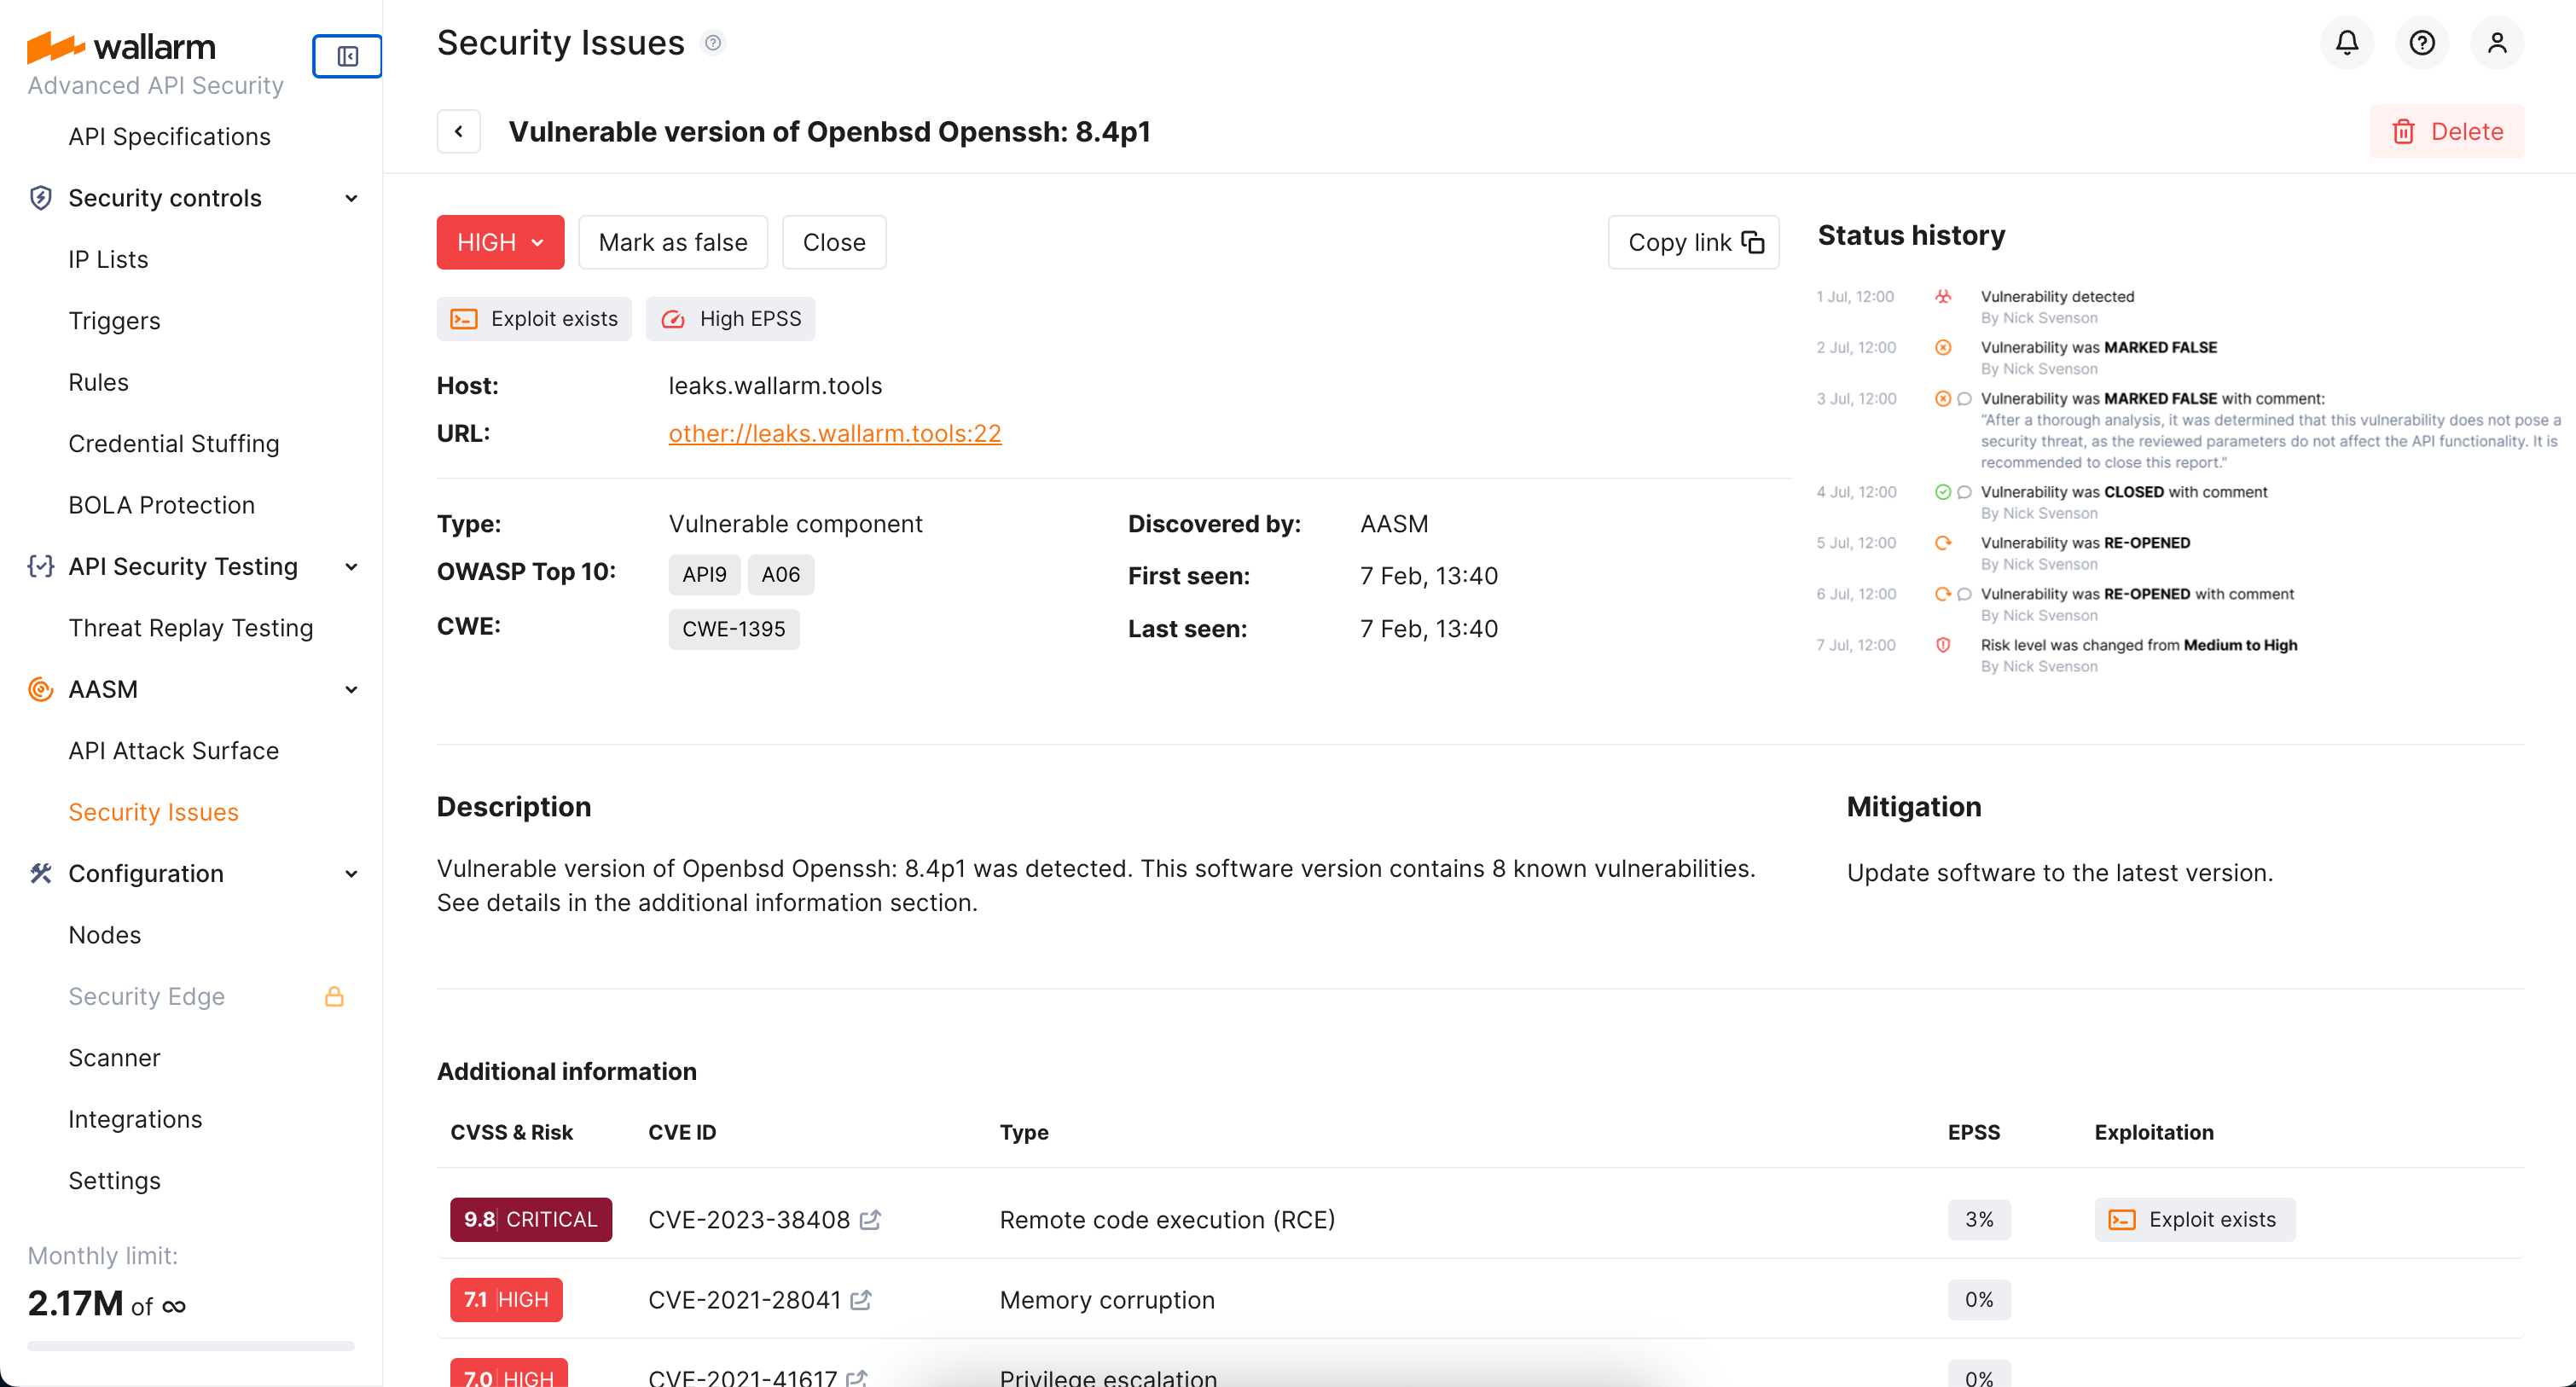 wallarm
Advanced API Security
API Specifications
Security controls
IP Lists
Triggers
Rules
Credential Stuffing
BOLA Protection
API Security Testing
Threat Replay Testing
AASM
API Attack Surface
Security Issues
Configuration
Nodes
Security Edge
Scanner
Integrations
Settings
Monthly limit:
2.17M of ∞
Security Issues
Vulnerable version of Openbsd Openssh: 8.4p1
Delete
HIGH
Mark as false
Close
Copy link
Exploit exists
High EPSS
Host: leaks.wallarm.tools
URL: other://leaks.wallarm.tools:22
Type: Vulnerable component
OWASP Top 10: API9 A06
CWE: CWE-1395
Discovered by: AASM
First seen: 7 Feb, 13:40
Last seen: 7 Feb, 13:40
Status history
1 Jul, 12:00 Vulnerability detected
By Nick Svenson
2 Jul, 12:00 Vulnerability was MARKED FALSE
By Nick Svenson
3 Jul, 12:00 Vulnerability was MARKED FALSE with comment:
“After a thorough analysis, it was determined that this vulnerability does not pose a
security threat, as the reviewed parameters do not affect the API functionality. It is
recommended to close this report."
4 Jul, 12:00 Vulnerability was CLOSED with comment
By Nick Svenson
5 Jul, 12:00 Vulnerability was RE-OPENED
By Nick Svenson
6 Jul, 12:00 Vulnerability was RE-OPENED with comment
By Nick Svenson
7 Jul, 12:00 Risk level was changed from Medium to High
By Nick Svenson
Description
Vulnerable version of Openbsd Openssh: 8.4p1 was detected. This software version contains 8 known vulnerabilities.
See details in the additional information section.
Mitigation
Update software to the latest version.
Additional information
CVSS & Risk CVE ID Type EPSS Exploitation
9.8 CRITICAL CVE-2023-38408 Remote code execution (RCE) 3% Exploit exists
7.1 HIGH CVE-2021-28041 Memory corruption 0%
7.0 HIGH CVE-2021-41617 Privilege escalation 0%